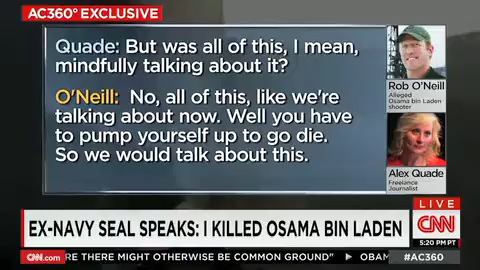 AC360° EXCLUSIVE
Quade: But was all of this, I mean,
mindfully talking about it?
O'Neill: No, all of this, like we're
talking about now. Well you have
to pump yourself up to go die.
So we would talk about this.
Rob O'Neill
Alleged
Osama bin Laden
shooter
Alex Quade
Freelance
Journalist
LIVE
CNN
5:20 PM PT
EX-NAVY SEAL SPEAKS: I KILLED OSAMA BIN LADEN
CNN.com
RE THERE MIGHT OTHERWISE BE COMMON GROUND"
OBAM
#AC360